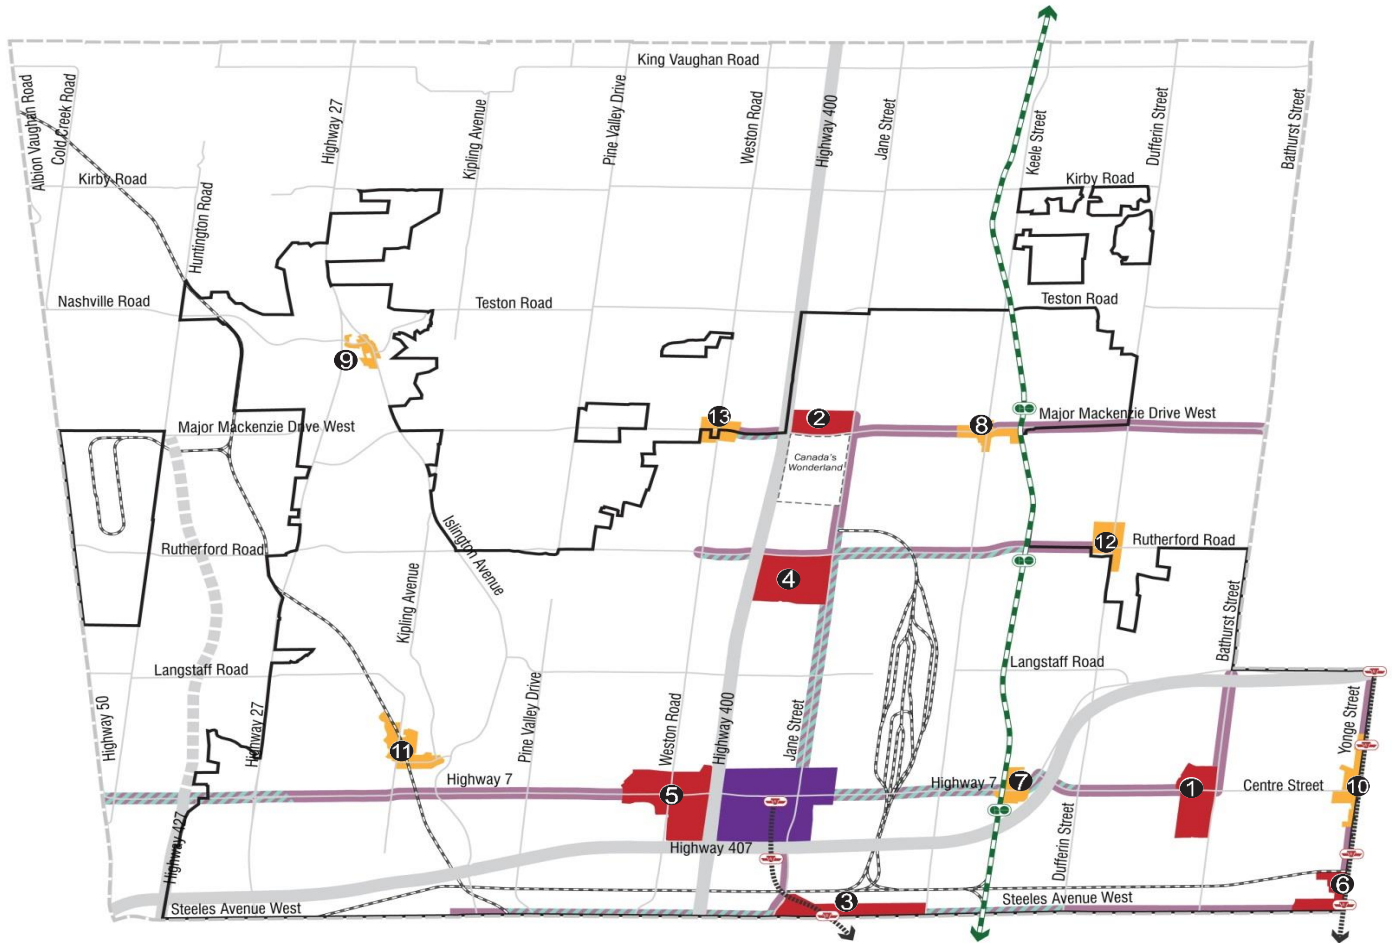 King Vaughan Road
Albion Vaughan Road
Cold Creek Road
Highway 27
Kipling Avenue
Pine Valley Drive
Weston Road
Highway 400
Jane Street
Keele Street
Dufferin Street
Bathurst Street
Kirby Road
Kirby Road
Huntington Road
Nashville Road
Teston Road
Teston Road
9
13
2
8
Major Mackenzie Drive West
Major Mackenzie Drive West
Canada's
Wonderland
Islington Avenue
Rutherford Road
12
Rutherford Road
4
Kipling Avenue
Bathurst Street
Langstaff Road
Langstaff Road
Highway 50
Highway 27
Pine Valley Drive
Weston Road
Highway 400
Jane Street
Yonge Street
11
Highway 7
5
Highway 7
7
1
Centre Street
10
Highway 427
Highway 407
Dufferin Street
6
Steeles Avenue West
3
Steeles Avenue West